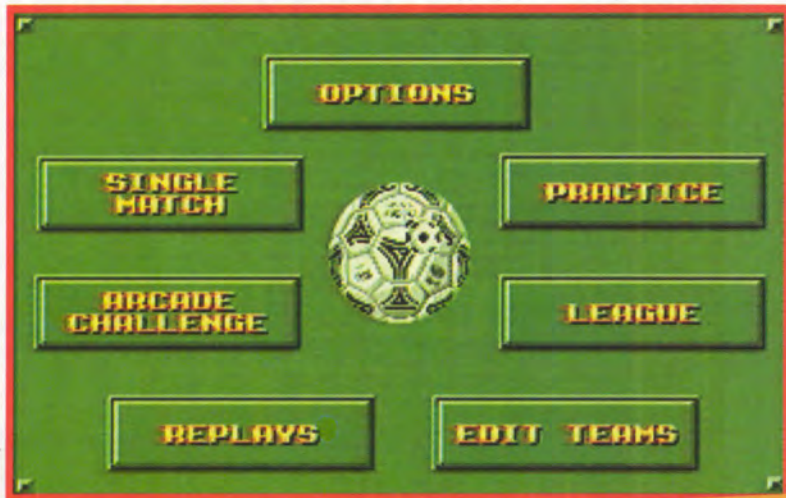 OPTIONS
SINGLE
MATCH
PRACTICE
ARCADE
CHALLENGE
LEAGUE
REPLAYS
EDIT TEAMS